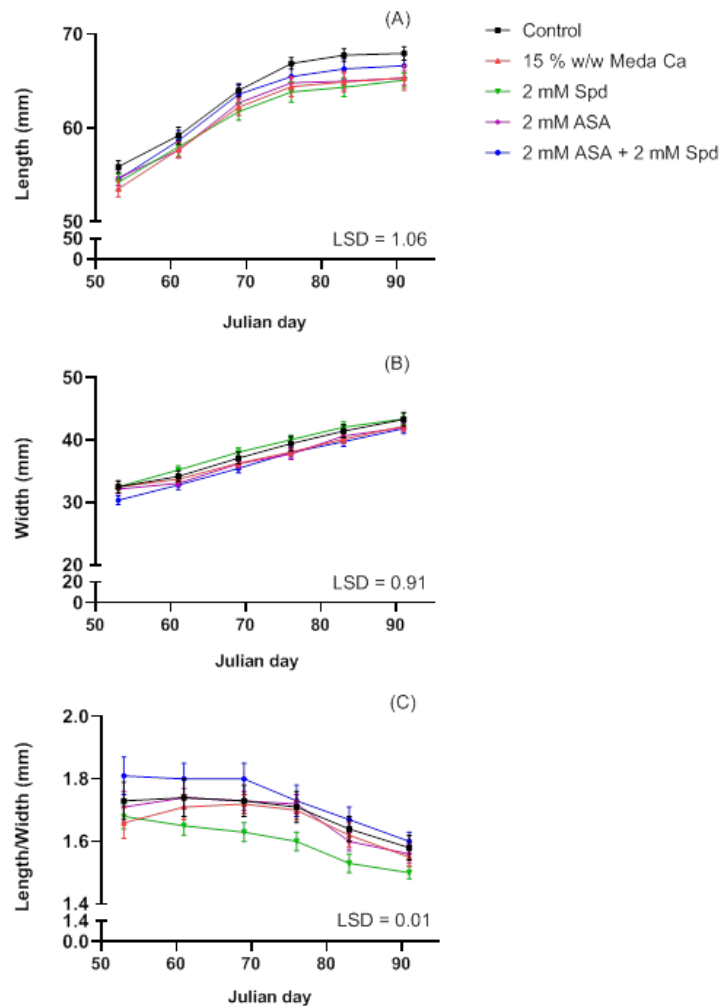 (A)
70
60
50
50
0
Length (mm)
LSD = 1.06
50 60 70 80 90
Julian day
Control
15 % w/w Meda Ca
2 mM Spd
2 mM ASA
2 mM ASA + 2 mM Spd
(B)
50
40
30
20
20
0
Width (mm)
LSD = 0.91
50 60 70 80 90
Julian day
(C)
2.0
1.8
1.6
1.4
1.4
0.0
Length/Width (mm)
LSD = 0.01
50 60 70 80 90
Julian day